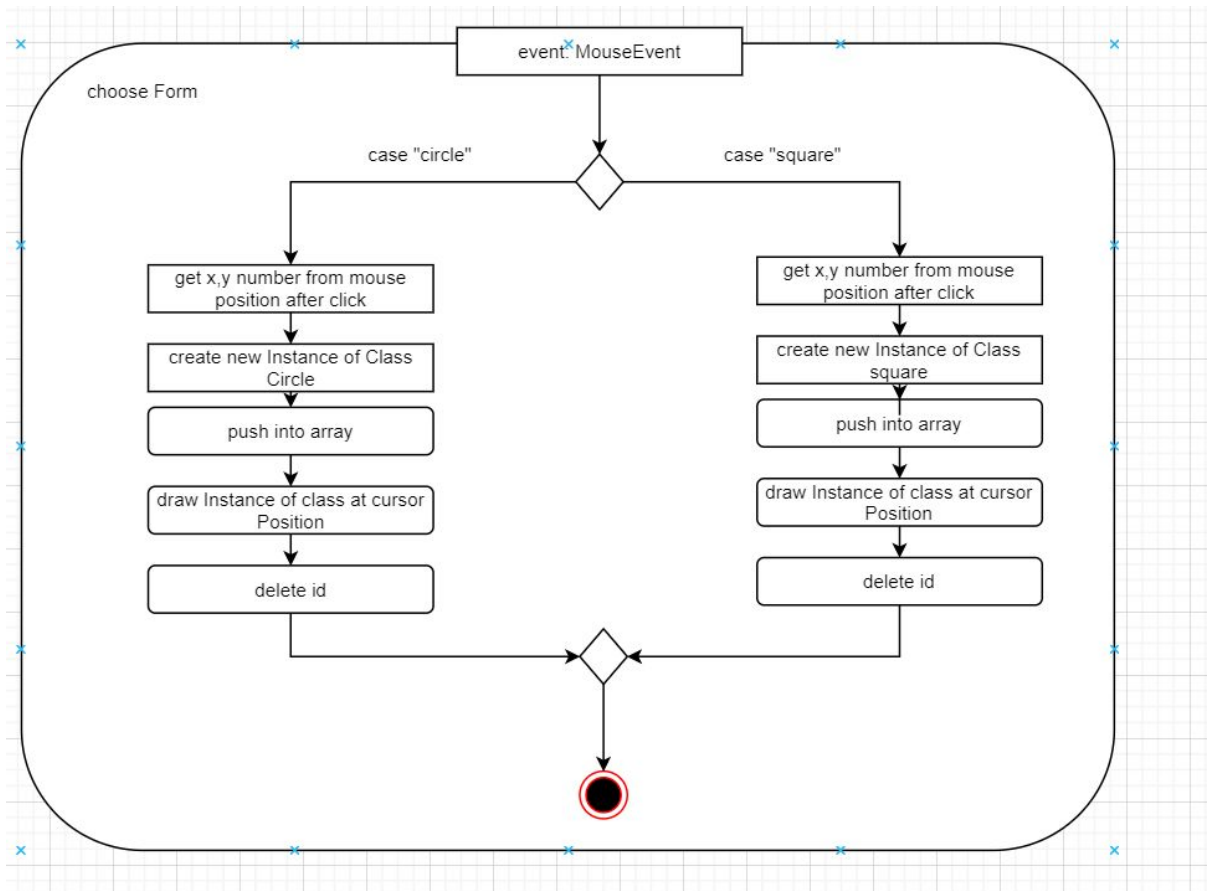 event: MouseEvent
choose Form
case "circle"
case "square"
get x,y number from mouse
position after click
create new Instance of Class
Circle
push into array
draw Instance of class at cursor
Position
delete id
get x,y number from mouse
position after click
create new Instance of Class
square
push into array
draw Instance of class at cursor
Position
delete id